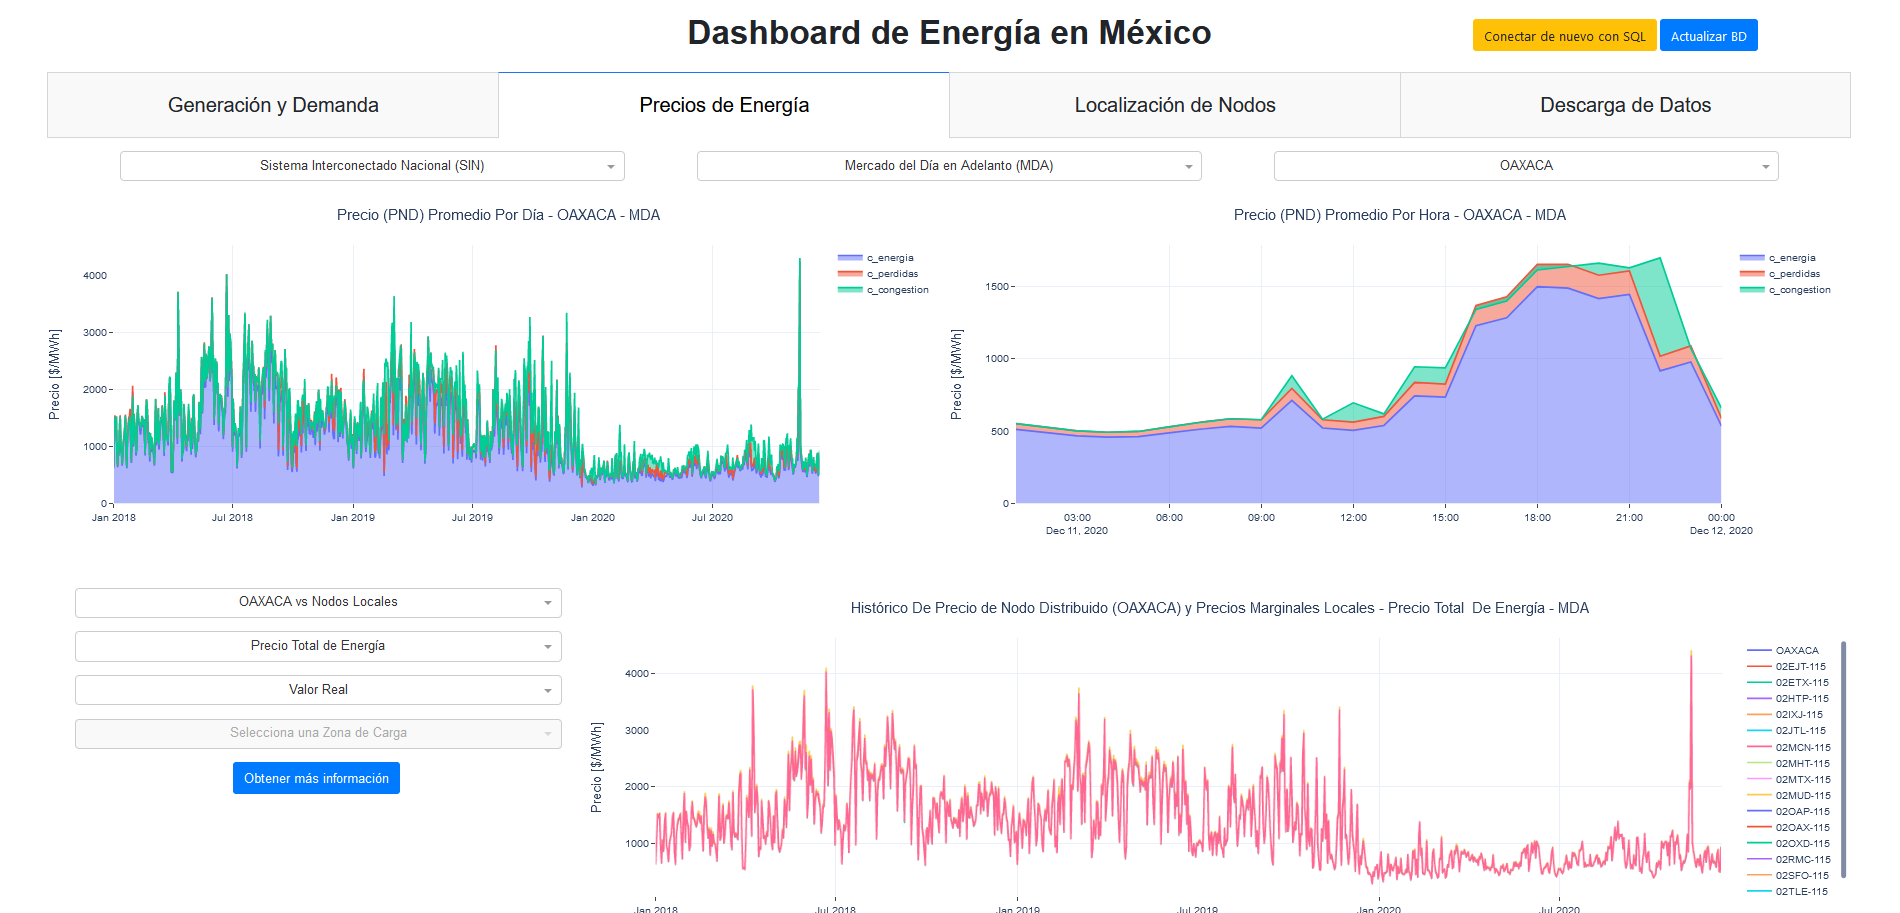 Dashboard de Energía en México
Conectar de nuevo con SQL
Actualizar BD
Generación y Demanda
Precios de Energía
Localización de Nodos
Descarga de Datos
Sistema Interconectado Nacional (SIN)
Mercado del Día en Adelanto (MDA)
OAXACA
Precio (PND) Promedio Por Día - OAXACA - MDA
Precio [$/MWh]
4000
3000
2000
1000
0
Jan 2018
Jul 2018
Jan 2019
Jul 2019
Jan 2020
Jul 2020
c_energia
c_perdidas
c_congestion
Precio (PND) Promedio Por Hora - OAXACA - MDA
Precio [$/MWh]
1500
1000
500
0
03:00
Dec 11, 2020
06:00
09:00
12:00
15:00
18:00
21:00
00:00
Dec 12, 2020
c_energia
c_perdidas
c_congestion
OAXACA vs Nodos Locales
Precio Total de Energía
Valor Real
Selecciona una Zona de Carga
Obtener más información
Histórico De Precio de Nodo Distribuido (OAXACA) y Precios Marginales Locales - Precio Total De Energía - MDA
Precio [$/MWh]
4000
3000
2000
1000
Jan 2018
Jul 2018
Jan 2019
Jul 2019
Jan 2020
Jul 2020
OAXACA
02EJT-115
02ETX-115
02HTP-115
02IXJ-115
02JTL-115
02MCN-115
02MHT-115
02MTX-115
02MUD-115
02OAP-115
02OAX-115
02OXD-115
02RMC-115
02SFO-115
02TLE-115